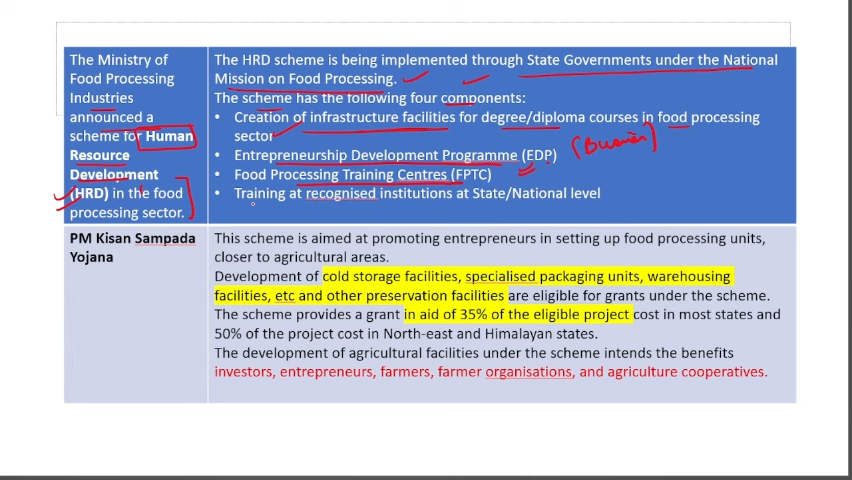 The Ministry of
Food Processing
Industries
announced a
scheme for Human
Resource
Development
(HRD) in the food
processing sector.
The HRD scheme is being implemented through State Governments under the National
Mission on Food Processing.
The scheme has the following four components:
• Creation of infrastructure facilities for degree/diploma courses in food processing
sector
• Entrepreneurship Development Programme (EDP)
• Food Processing Training Centres (FPTC)
• Training at recognised institutions at State/National level
PM Kisan Sampada
Yojana
This scheme is aimed at promoting entrepreneurs in setting up food processing units,
closer to agricultural areas.
Development of cold storage facilities, specialised packaging units, warehousing
facilities, etc and other preservation facilities are eligible for grants under the scheme.
The scheme provides a grant in aid of 35% of the eligible project cost in most states and
50% of the project cost in North-east and Himalayan states.
The development of agricultural facilities under the scheme intends the benefits
investors, entrepreneurs, farmers, farmer organisations, and agriculture cooperatives.